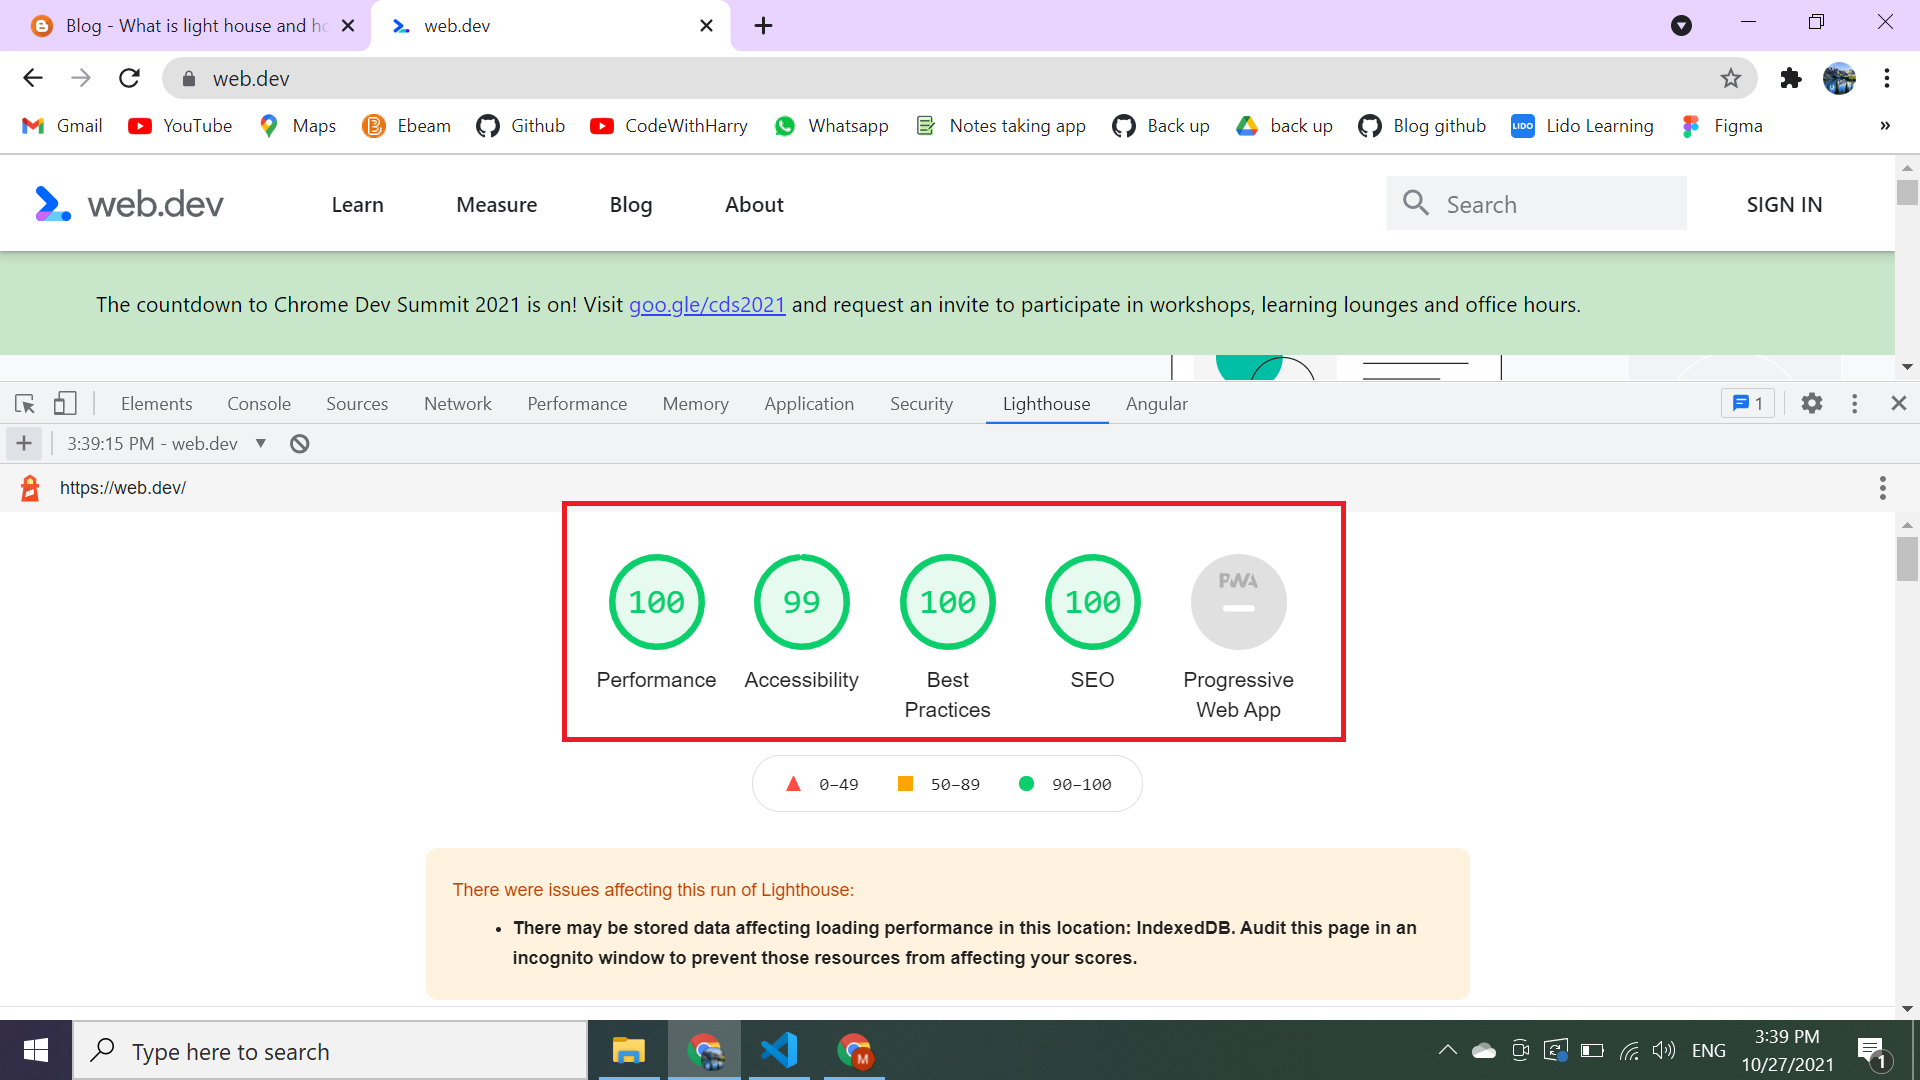 Blog - What is light house and ho
web.dev
web.dev
Gmail
YouTube
Maps
Ebeam
Github
CodeWithHarry
Whatsapp
Notes taking app
Back up
back up
Blog github
LIDO
Lido Learning
Figma
»
web.dev
Learn
Measure
Blog
About
Search
SIGN IN
The countdown to Chrome Dev Summit 2021 is on! Visit goo.gle/cds2021 and request an invite to participate in workshops, learning lounges and office hours.
Elements
Console
Sources
Network
Performance
Memory
Application
Security
Lighthouse
Angular
1
3:39:15 PM - web.dev
https://web.dev/
100
99
100
100
PWA
Performance
Accessibility
Best
Practices
SEO
Progressive
Web App
0–49
50–89
90–100
There were issues affecting this run of Lighthouse:
• There may be stored data affecting loading performance in this location: IndexedDB. Audit this page in an
incognito window to prevent those resources from affecting your scores.
Type here to search
M
ENG
3:39 PM
10/27/2021
1